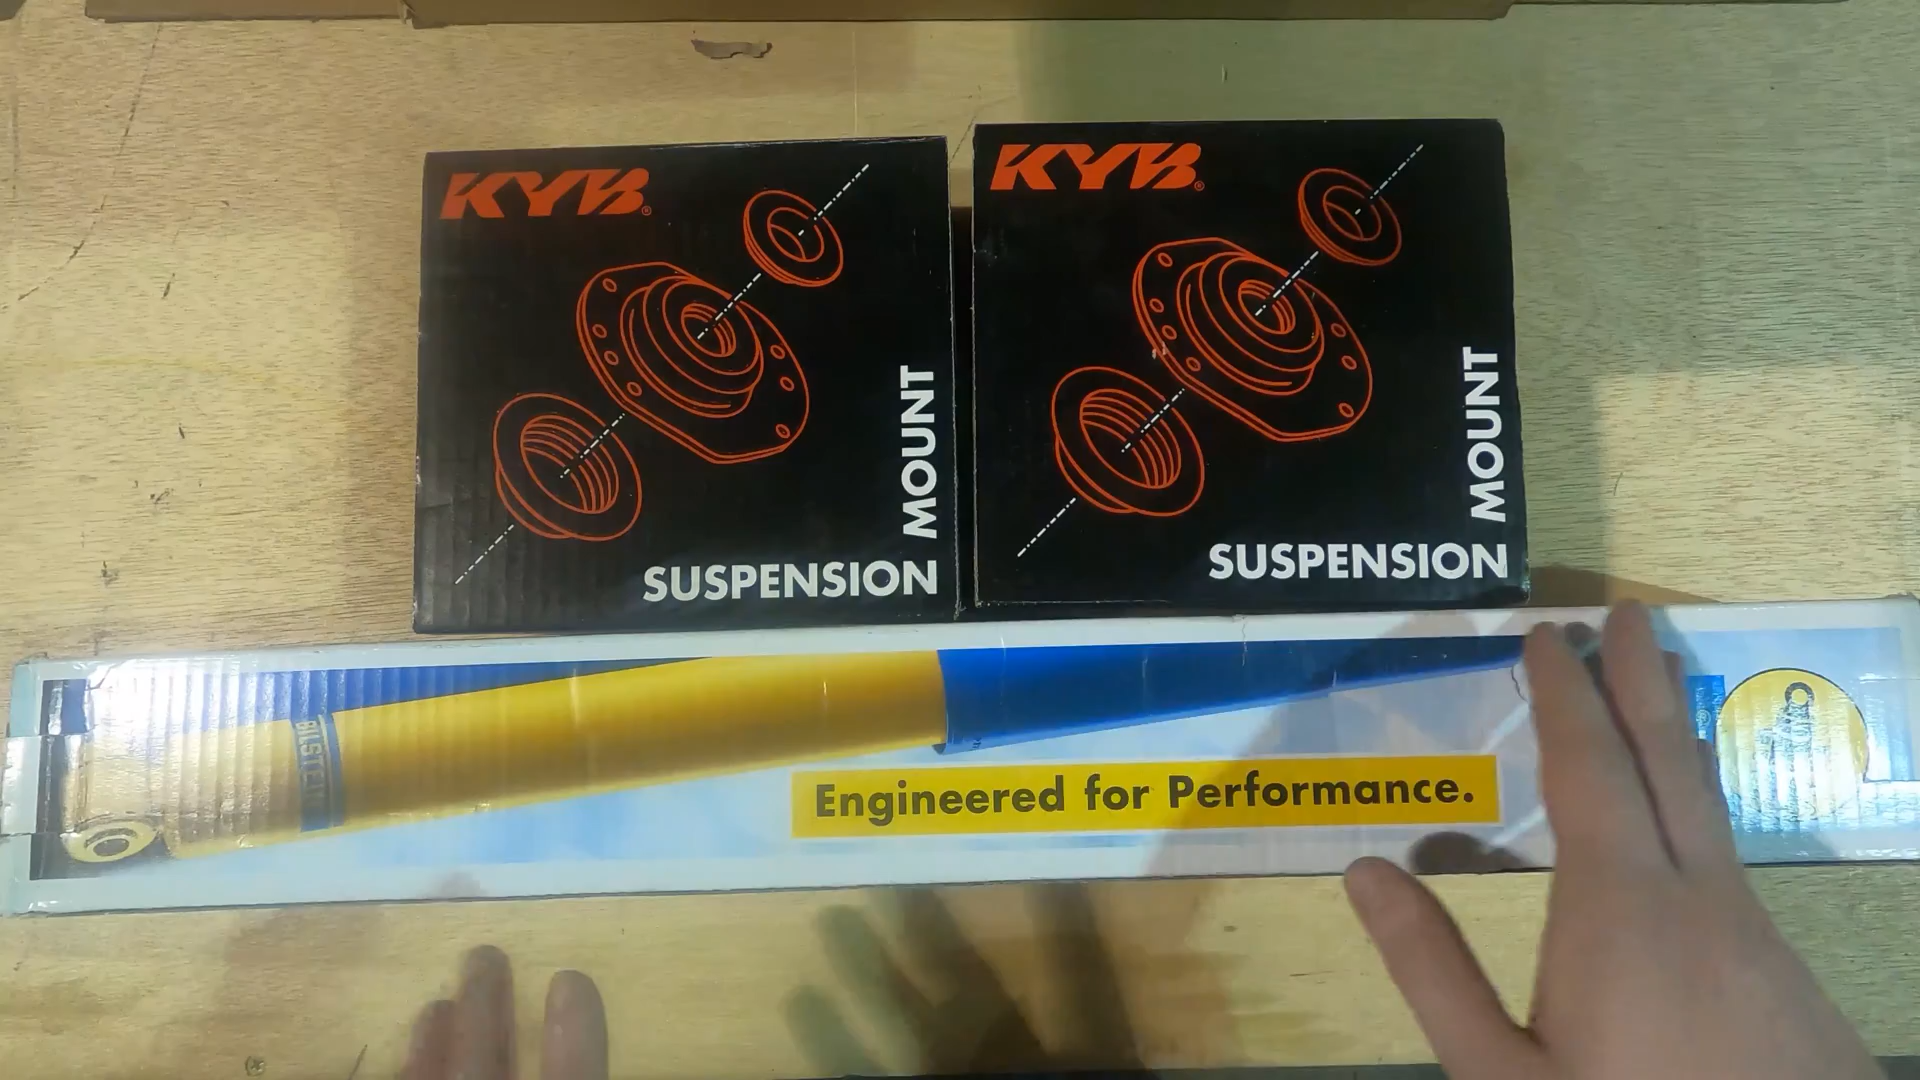 KYB®
MOUNT
SUSPENSION
KYB®
MOUNT
SUSPENSION
BILSTEIN
Engineered for Performance.